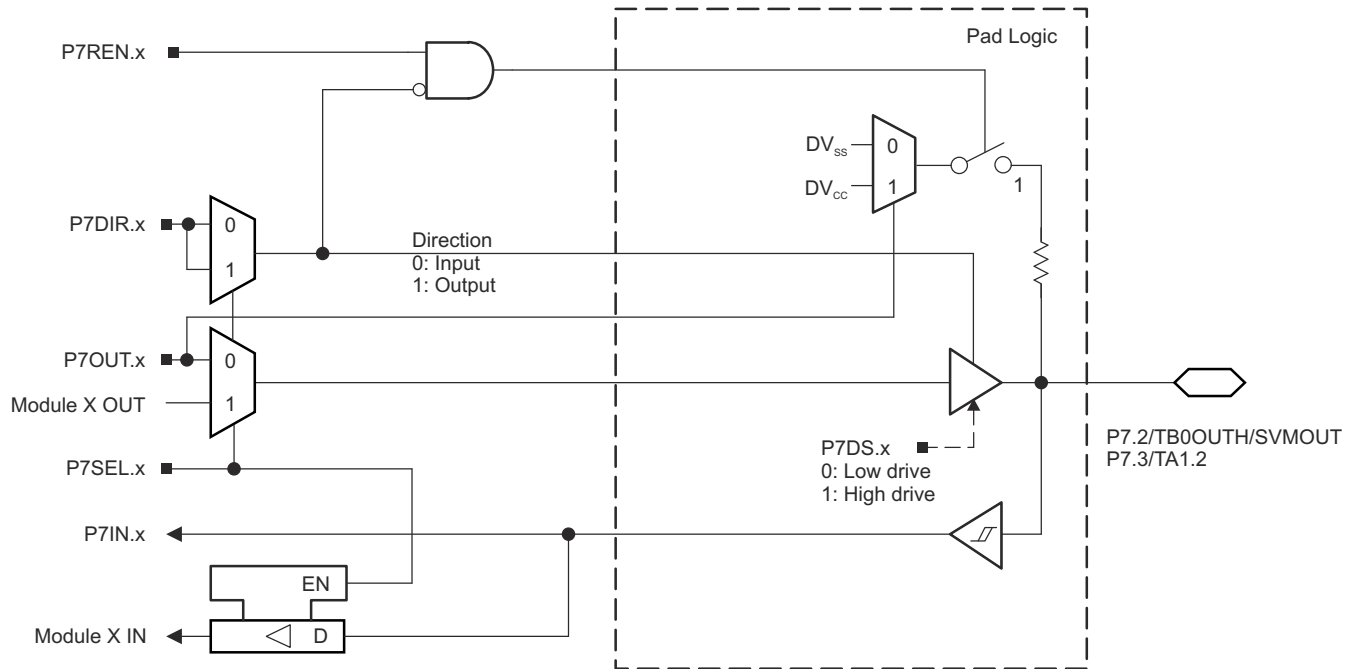 Pad Logic
P7REN.x
DVSS
0
DVCC
1
1
P7DIR.x
0
1
Direction
0: Input
1: Output
P7OUT.x
0
Module X OUT
1
P7.2/TB0OUTH/SVMOUT
P7.3/TA1.2
P7DS.x
0: Low drive
1: High drive
P7SEL.x
P7IN.x
EN
Module X IN
D